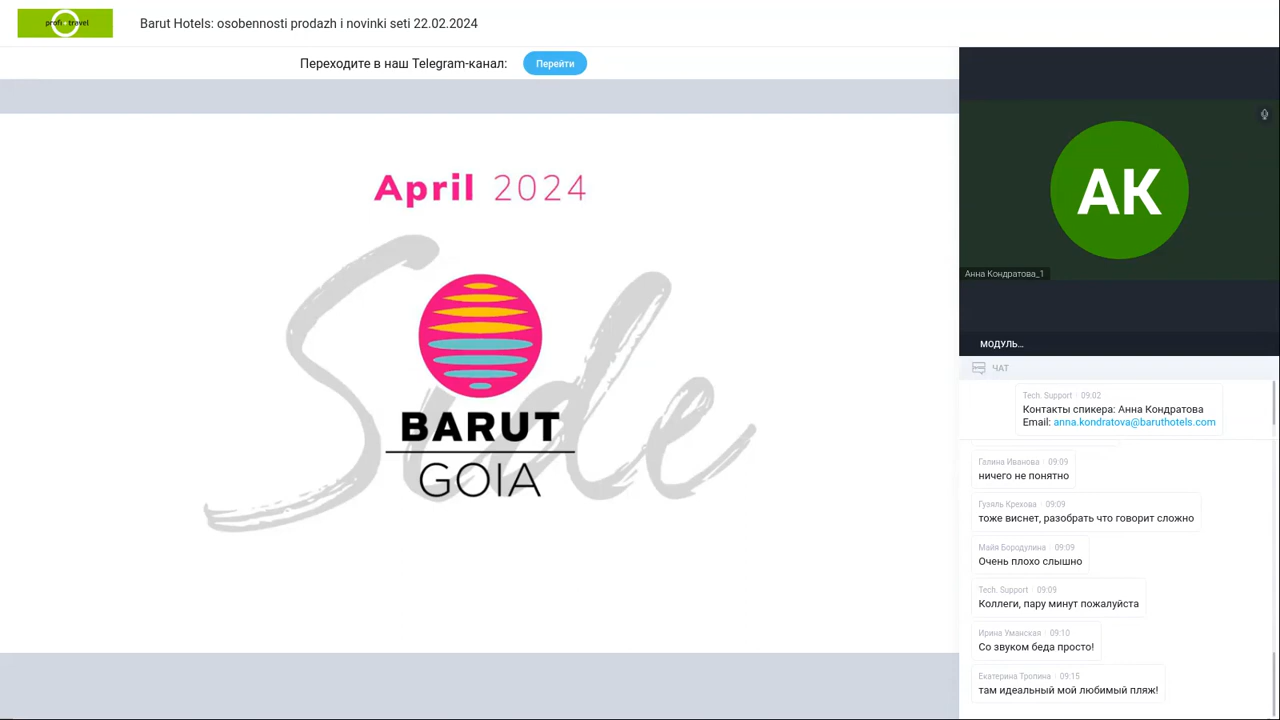 profi travel
Barut Hotels: osobennosti prodazh i novinki seti 22.02.2024
Переходите в наш Telegram-канал:
Перейти
April 2024
Side
BARUT
GOIA
АК
Анна Кондратова_1
МОДУЛЬ...
ЧАТ
Tech. Support 09:02
Контакты спикера: Анна Кондратова
Email: anna.kondratova@baruthotels.com
Галина Иванова 09:09
ничего не понятно
Гузяль Крехова 09:09
тоже виснет, разобрать что говорит сложно
Майя Бородулина 09:09
Очень плохо слышно
Tech. Support 09:09
Коллеги, пару минут пожалуйста
Ирина Уманская 09:10
Со звуком беда просто!
Екатерина Тропина 09:15
там идеальный мой любимый пляж!